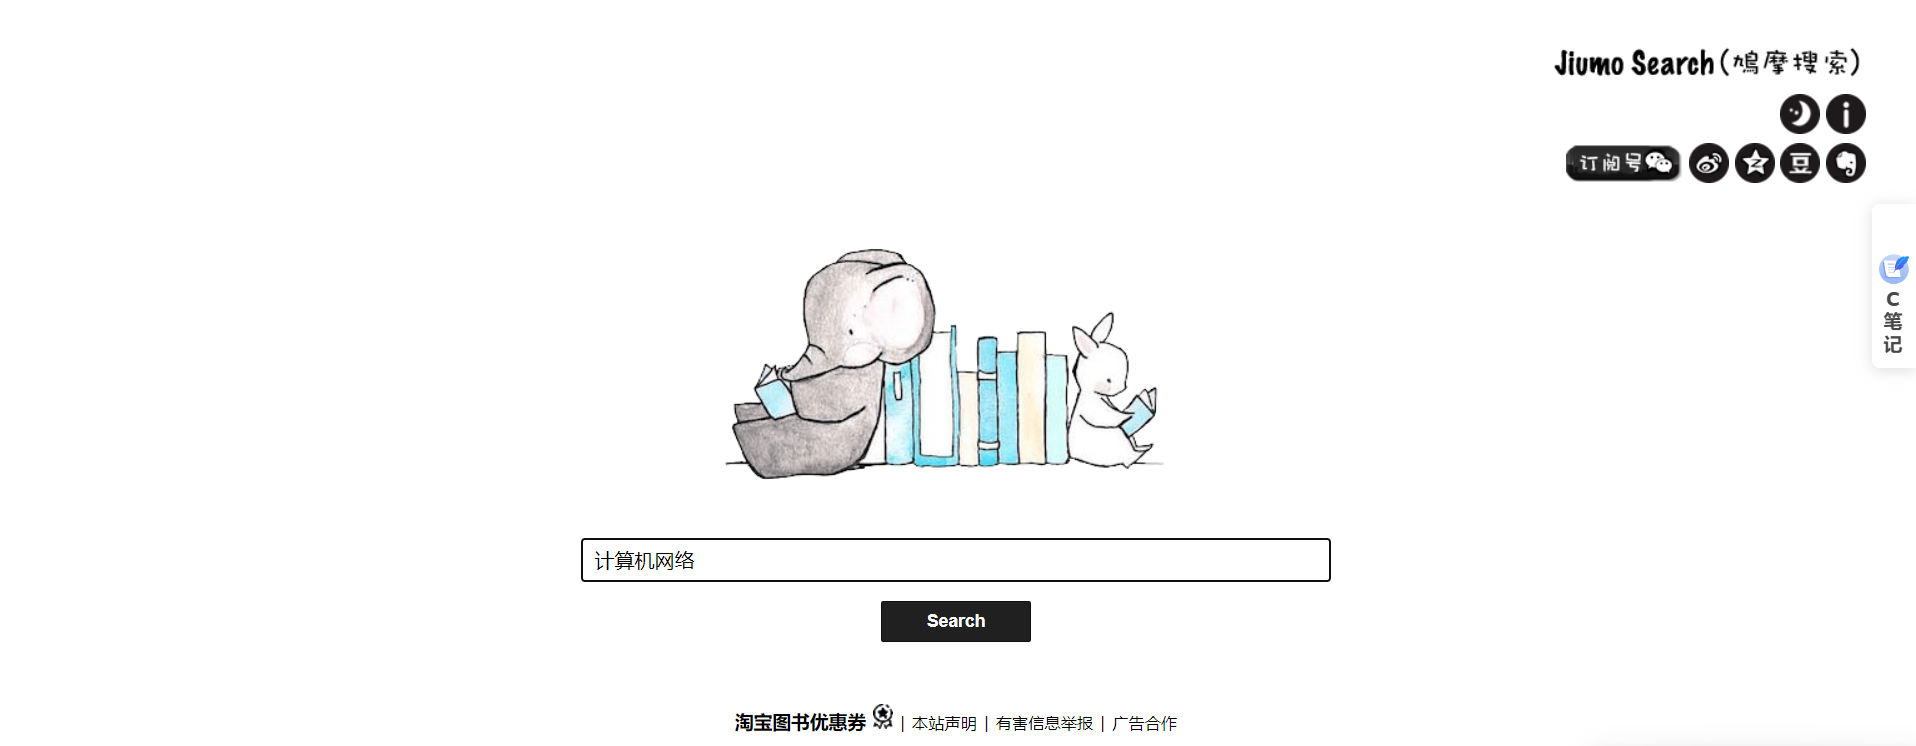 Jiumo Search(鸠摩搜索)
订阅号
豆
C
笔
记
计算机网络
Search
淘宝图书优惠券 | 本站声明 | 有害信息举报 | 广告合作